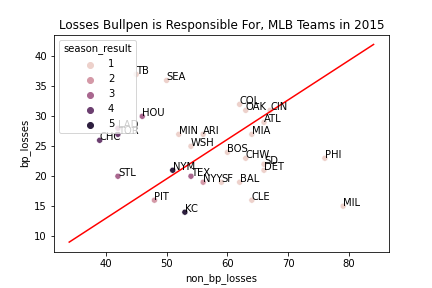 Losses Bullpen is Responsible For, MLB Teams in 2015
season_result
1
2
3
4
5
bp_losses
40
35
30
25
20
15
10
TB
SEA
HOU
LAD
TOR
CHC
COL
OAK
CIN
ATL
MIN
ARI
MIA
WSH
BOS
CHW
PHI
SD
DET
STL
NYM
TEX
NYY
SF
BAL
PIT
CLE
KC
MIL
40
50
60
70
80
non_bp_losses